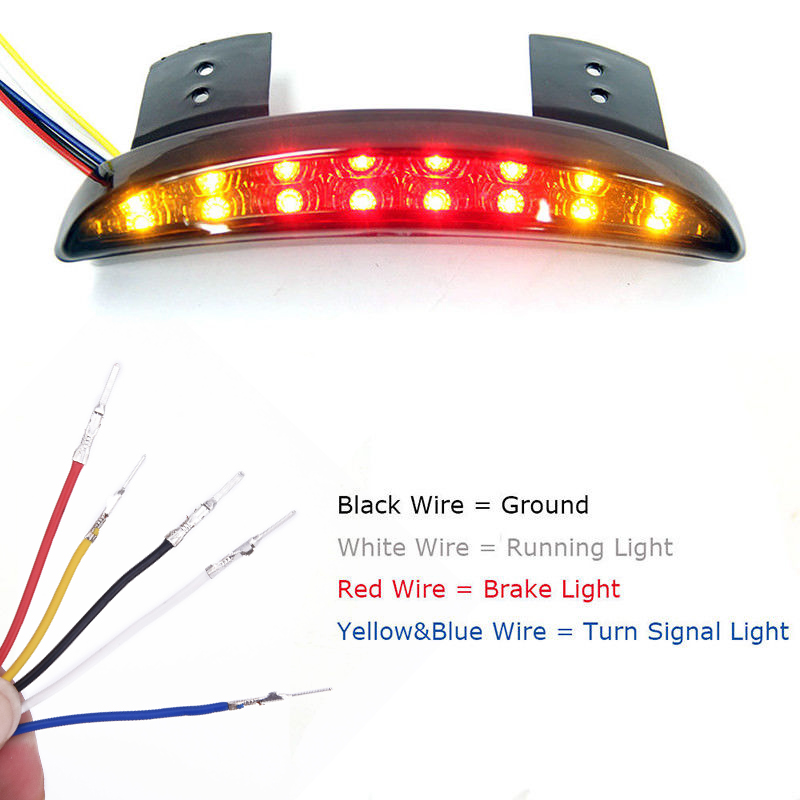 Black Wire = Ground
White Wire = Running Light
Red Wire = Brake Light
Yellow&Blue Wire = Turn Signal Light